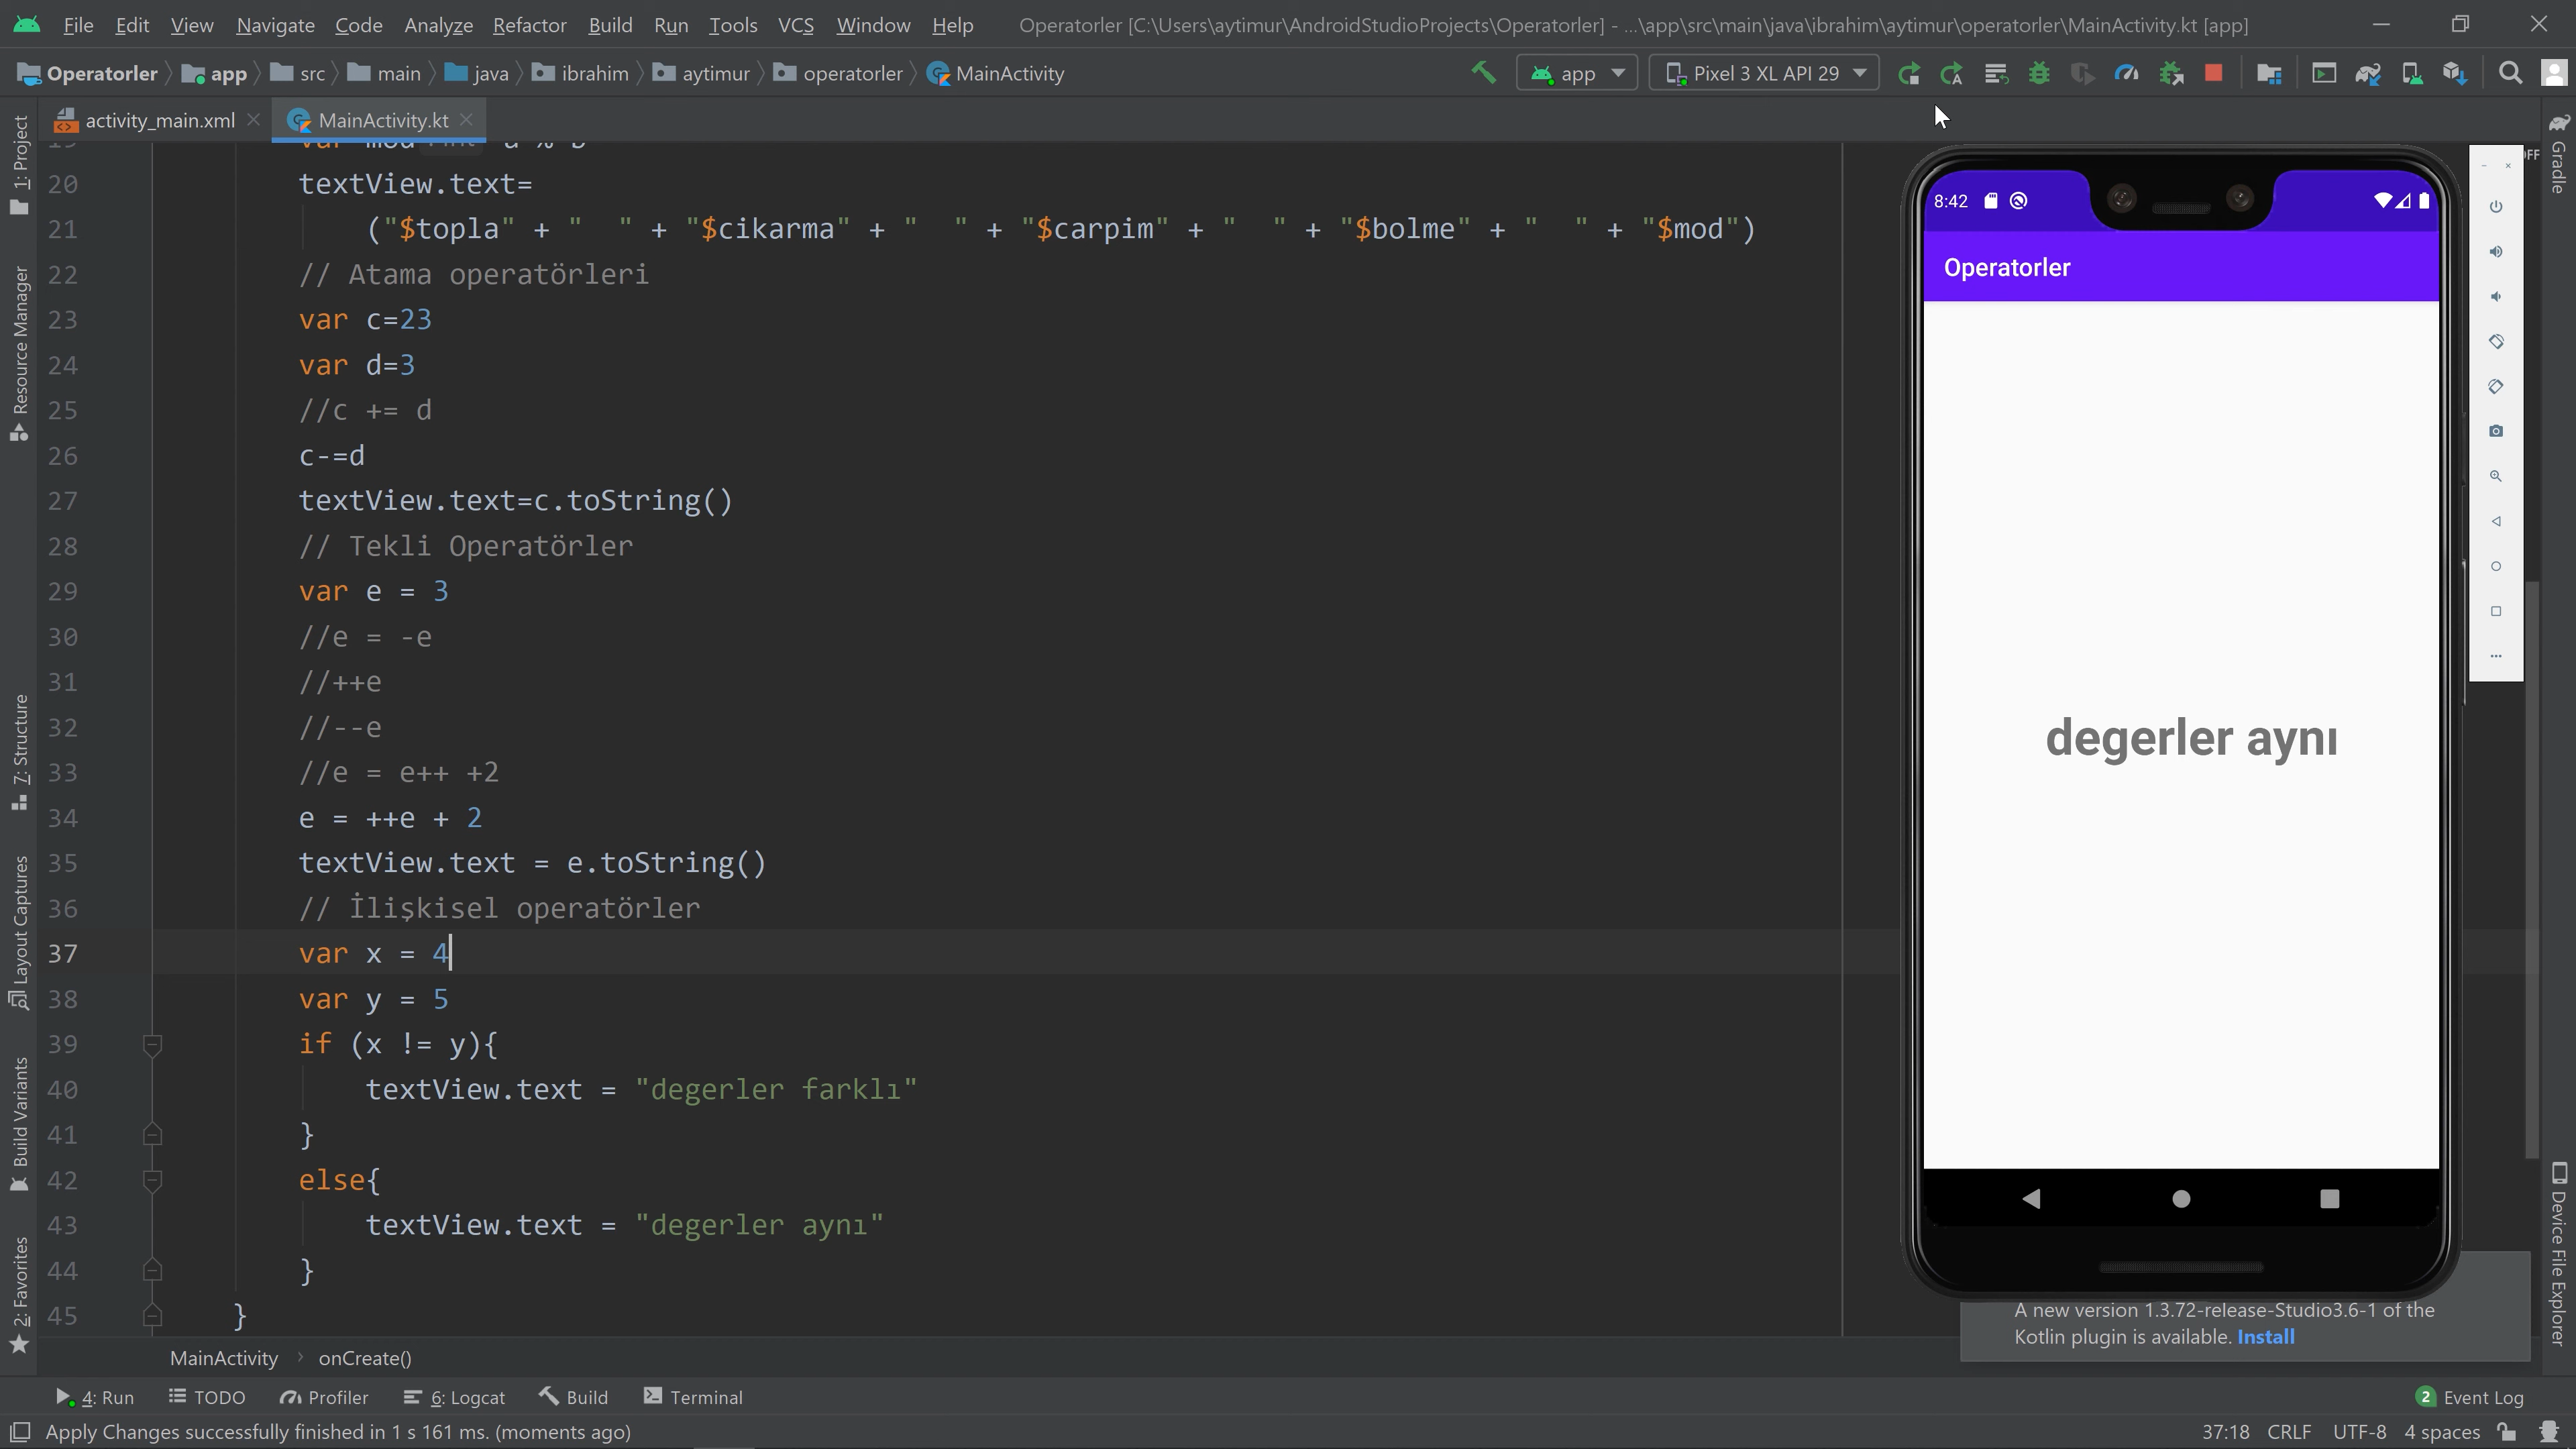 File Edit View Navigate Code Analyze Refactor Build Run Tools VCS Window Help Operatorler [C:\Users\aytimur\AndroidStudioProjects\Operatorler] - ...\app\src\main\java\ibrahim\aytimur\operatorler\MainActivity.kt [app]
Operatorler app src main java ibrahim aytimur operatorler MainActivity app Pixel 3 XL API 29
activity_main.xml MainActivity.kt
20 textView.text=
21 ("$topla" + " " + "$cikarma" + " " + "$carpim" + " " + "$bolme" + " " + "$mod")
22 // Atama operatörleri
23 var c=23
24 var d=3
25 //c += d
26 c-=d
27 textView.text=c.toString()
28 // Tekli Operatörler
29 var e = 3
30 //e = -e
31 //++e
32 //--e
33 //e = e++ +2
34 e = ++e + 2
35 textView.text = e.toString()
36 // İlişkisel operatörler
37 var x = 4
38 var y = 5
39 if (x != y){
40 textView.text = "degerler farklı"
41 }
42 else{
43 textView.text = "degerler aynı"
44 }
45 }
MainActivity onCreate()
1: Project
Resource Manager
7: Structure
Layout Captures
Build Variants
2: Favorites
8:42
Operatorler
degerler aynı
Gradle
Device File Explorer
A new version 1.3.72-release-Studio3.6-1 of the
Kotlin plugin is available. Install
4: Run TODO Profiler 6: Logcat Build Terminal 2 Event Log
Apply Changes successfully finished in 1 s 161 ms. (moments ago) 37:18 CRLF UTF-8 4 spaces